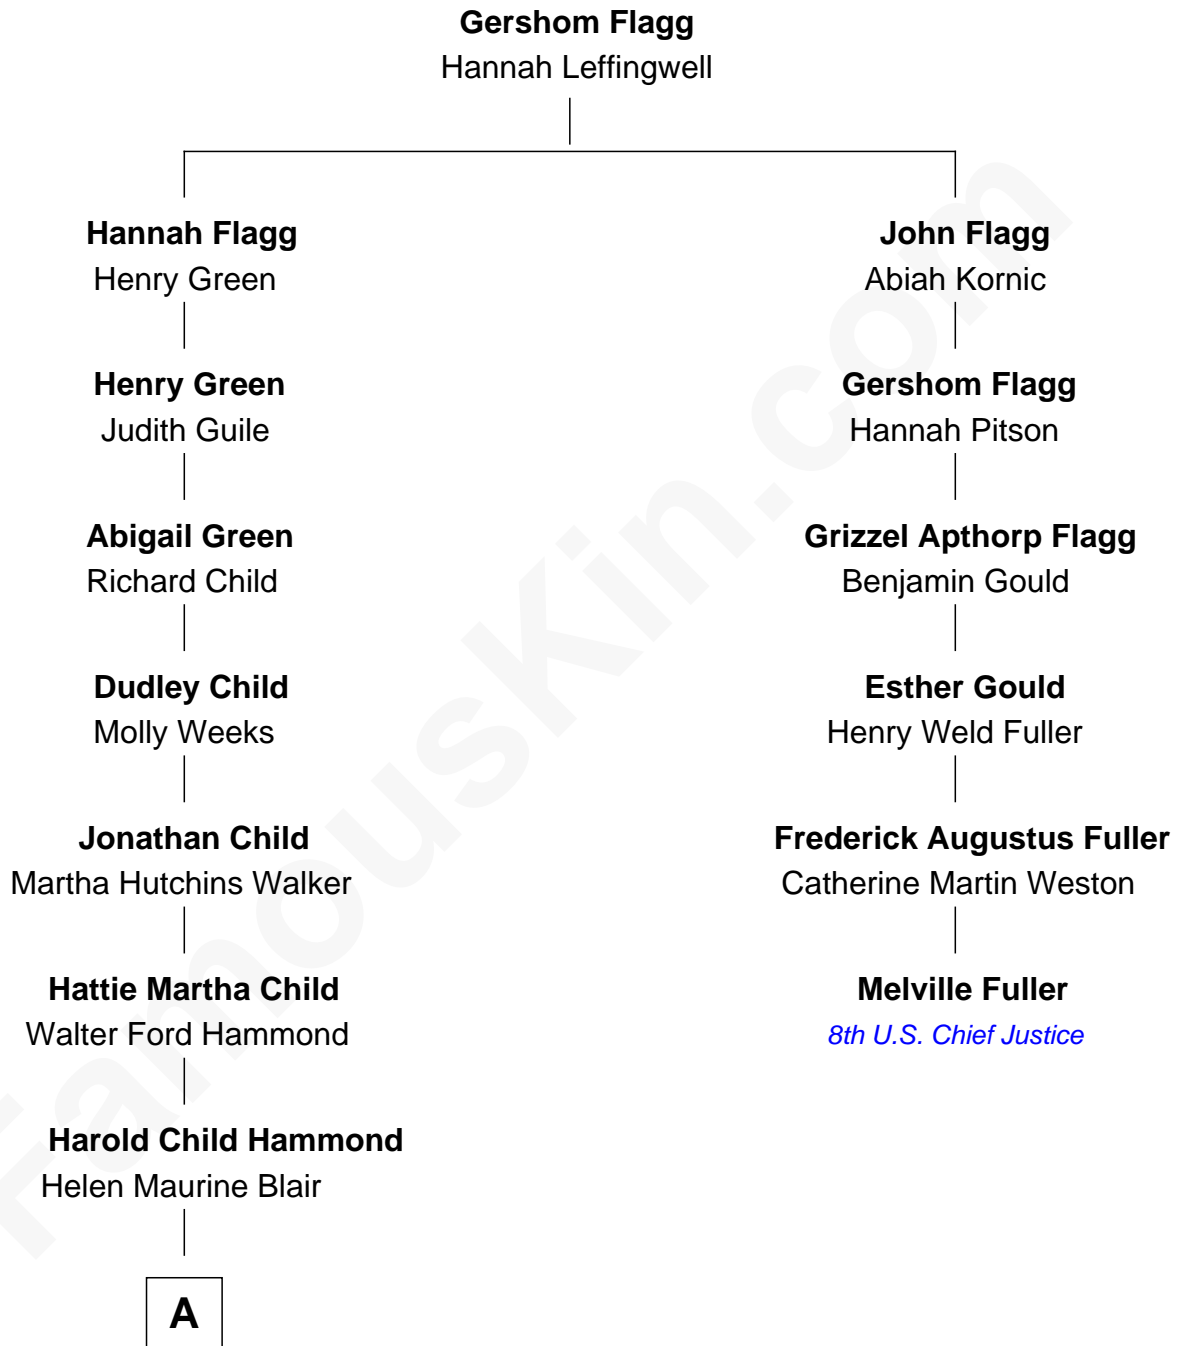 Gershom Flagg
Hannah Leffingwell
Hannah Flagg
Henry Green
John Flagg
Abiah Kornic
Henry Green
Judith Guile
Gershom Flagg
Hannah Pitson
Abigail Green
Richard Child
Grizzel Apthorp Flagg
Benjamin Gould
Dudley Child
Molly Weeks
Esther Gould
Henry Weld Fuller
Jonathan Child
Martha Hutchins Walker
Frederick Augustus Fuller
Catherine Martin Weston
Hattie Martha Child
Walter Ford Hammond
Melville Fuller
8th U.S. Chief Justice
Harold Child Hammond
Helen Maurine Blair
A
FamousKin.com